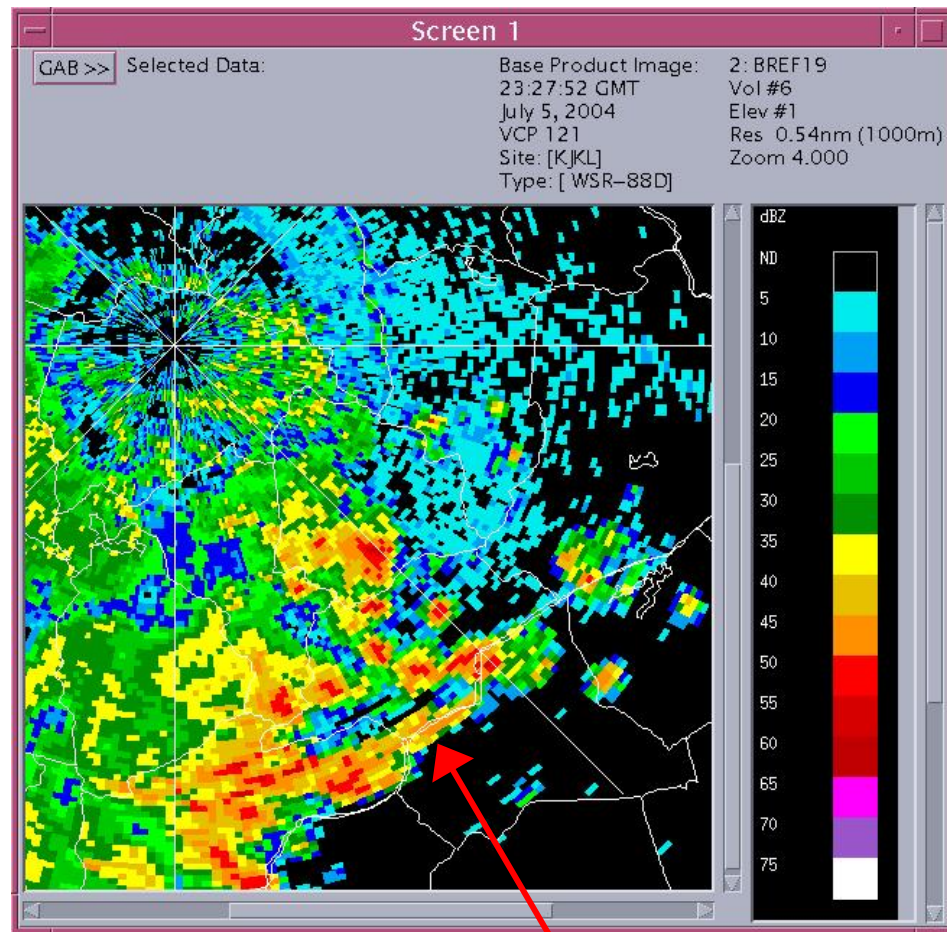 Screen 1
GAB >> Selected Data:
Base Product Image:
23:27:52 GMT
July 5, 2004
VCP 121
Site: [KJKL]
Type: [ WSR-88D]
2: BREF19
Vol #6
Elev #1
Res 0.54nm (1000m)
Zoom 4.000
dBZ
ND
5
10
15
20
25
30
35
40
45
50
55
60
65
70
75